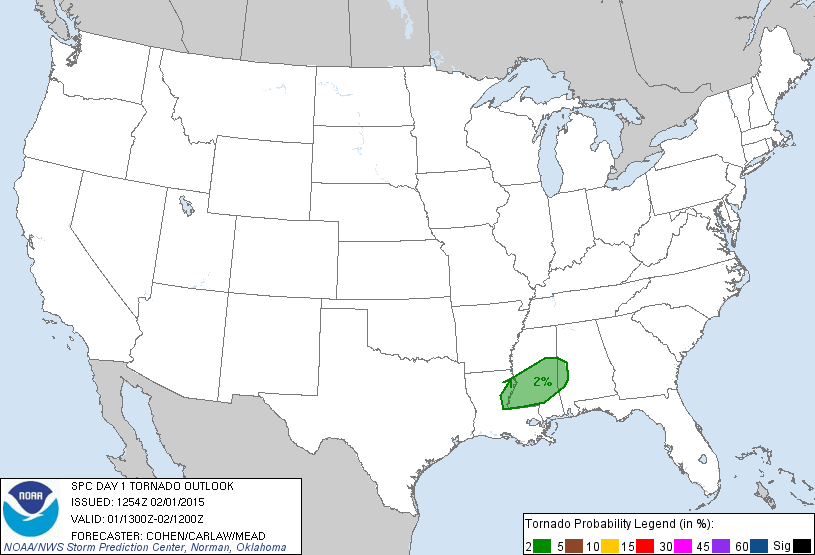 2%
NOAA
SPC DAY 1 TORNADO OUTLOOK
ISSUED: 1254Z 02/01/2015
VALID: 01/1300Z-02/1200Z
FORECASTER: COHEN/CARLAW/MEAD
NOAA/NWS Storm Prediction Center, Norman, Oklahoma
Tornado Probability Legend (in %):
2 5 10 15 30 45 60 Sig